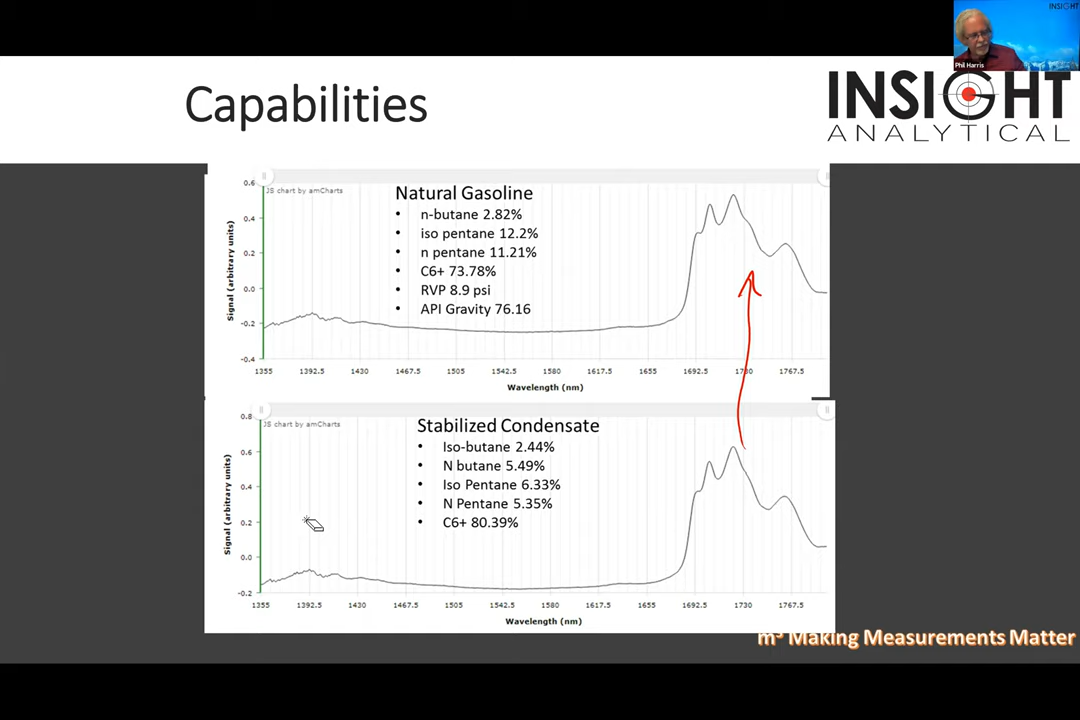 INSIGHT
Phil Harris
Capabilities
INSIGHT
ANALYTICAL
JS chart by amCharts
Natural Gasoline
• n-butane 2.82%
• iso pentane 12.2%
• n pentane 11.21%
• C6+ 73.78%
• RVP 8.9 psi
• API Gravity 76.16
Signal (arbitrary units)
0.6
0.4
0.2
0.0
-0.2
-0.4
1355 1392.5 1430 1467.5 1505 1542.5 1580 1617.5 1655 1692.5 1730 1767.5
Wavelength (nm)
JS chart by amCharts
Stabilized Condensate
• Iso-butane 2.44%
• N butane 5.49%
• Iso Pentane 6.33%
• N Pentane 5.35%
• C6+ 80.39%
Signal (arbitrary units)
0.8
0.6
0.4
0.2
0.0
-0.2
1355 1392.5 1430 1467.5 1505 1542.5 1580 1617.5 1655 1692.5 1730 1767.5
Wavelength (nm)
m³ Making Measurements Matter